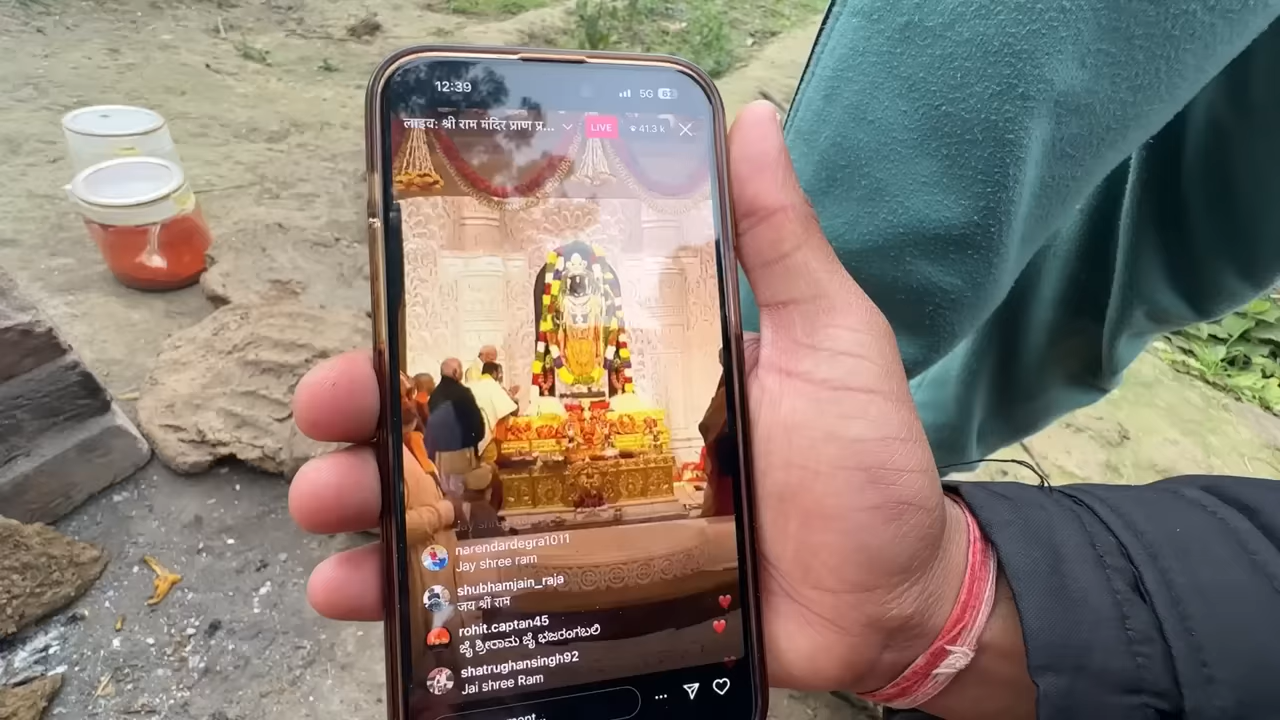 12:39
5G 62
लाइव: श्री राम मंदिर प्राण प्र...
LIVE
41.3 k
narendardegra1011
Jay shree ram
shubhamjain_raja
जय श्रीं राम
rohit.captan45
ಜೈ ಶ್ರೀರಾಮ ಜೈ ಭಜರಂಗಬಲಿ
shatrughansingh92
Jai shree Ram